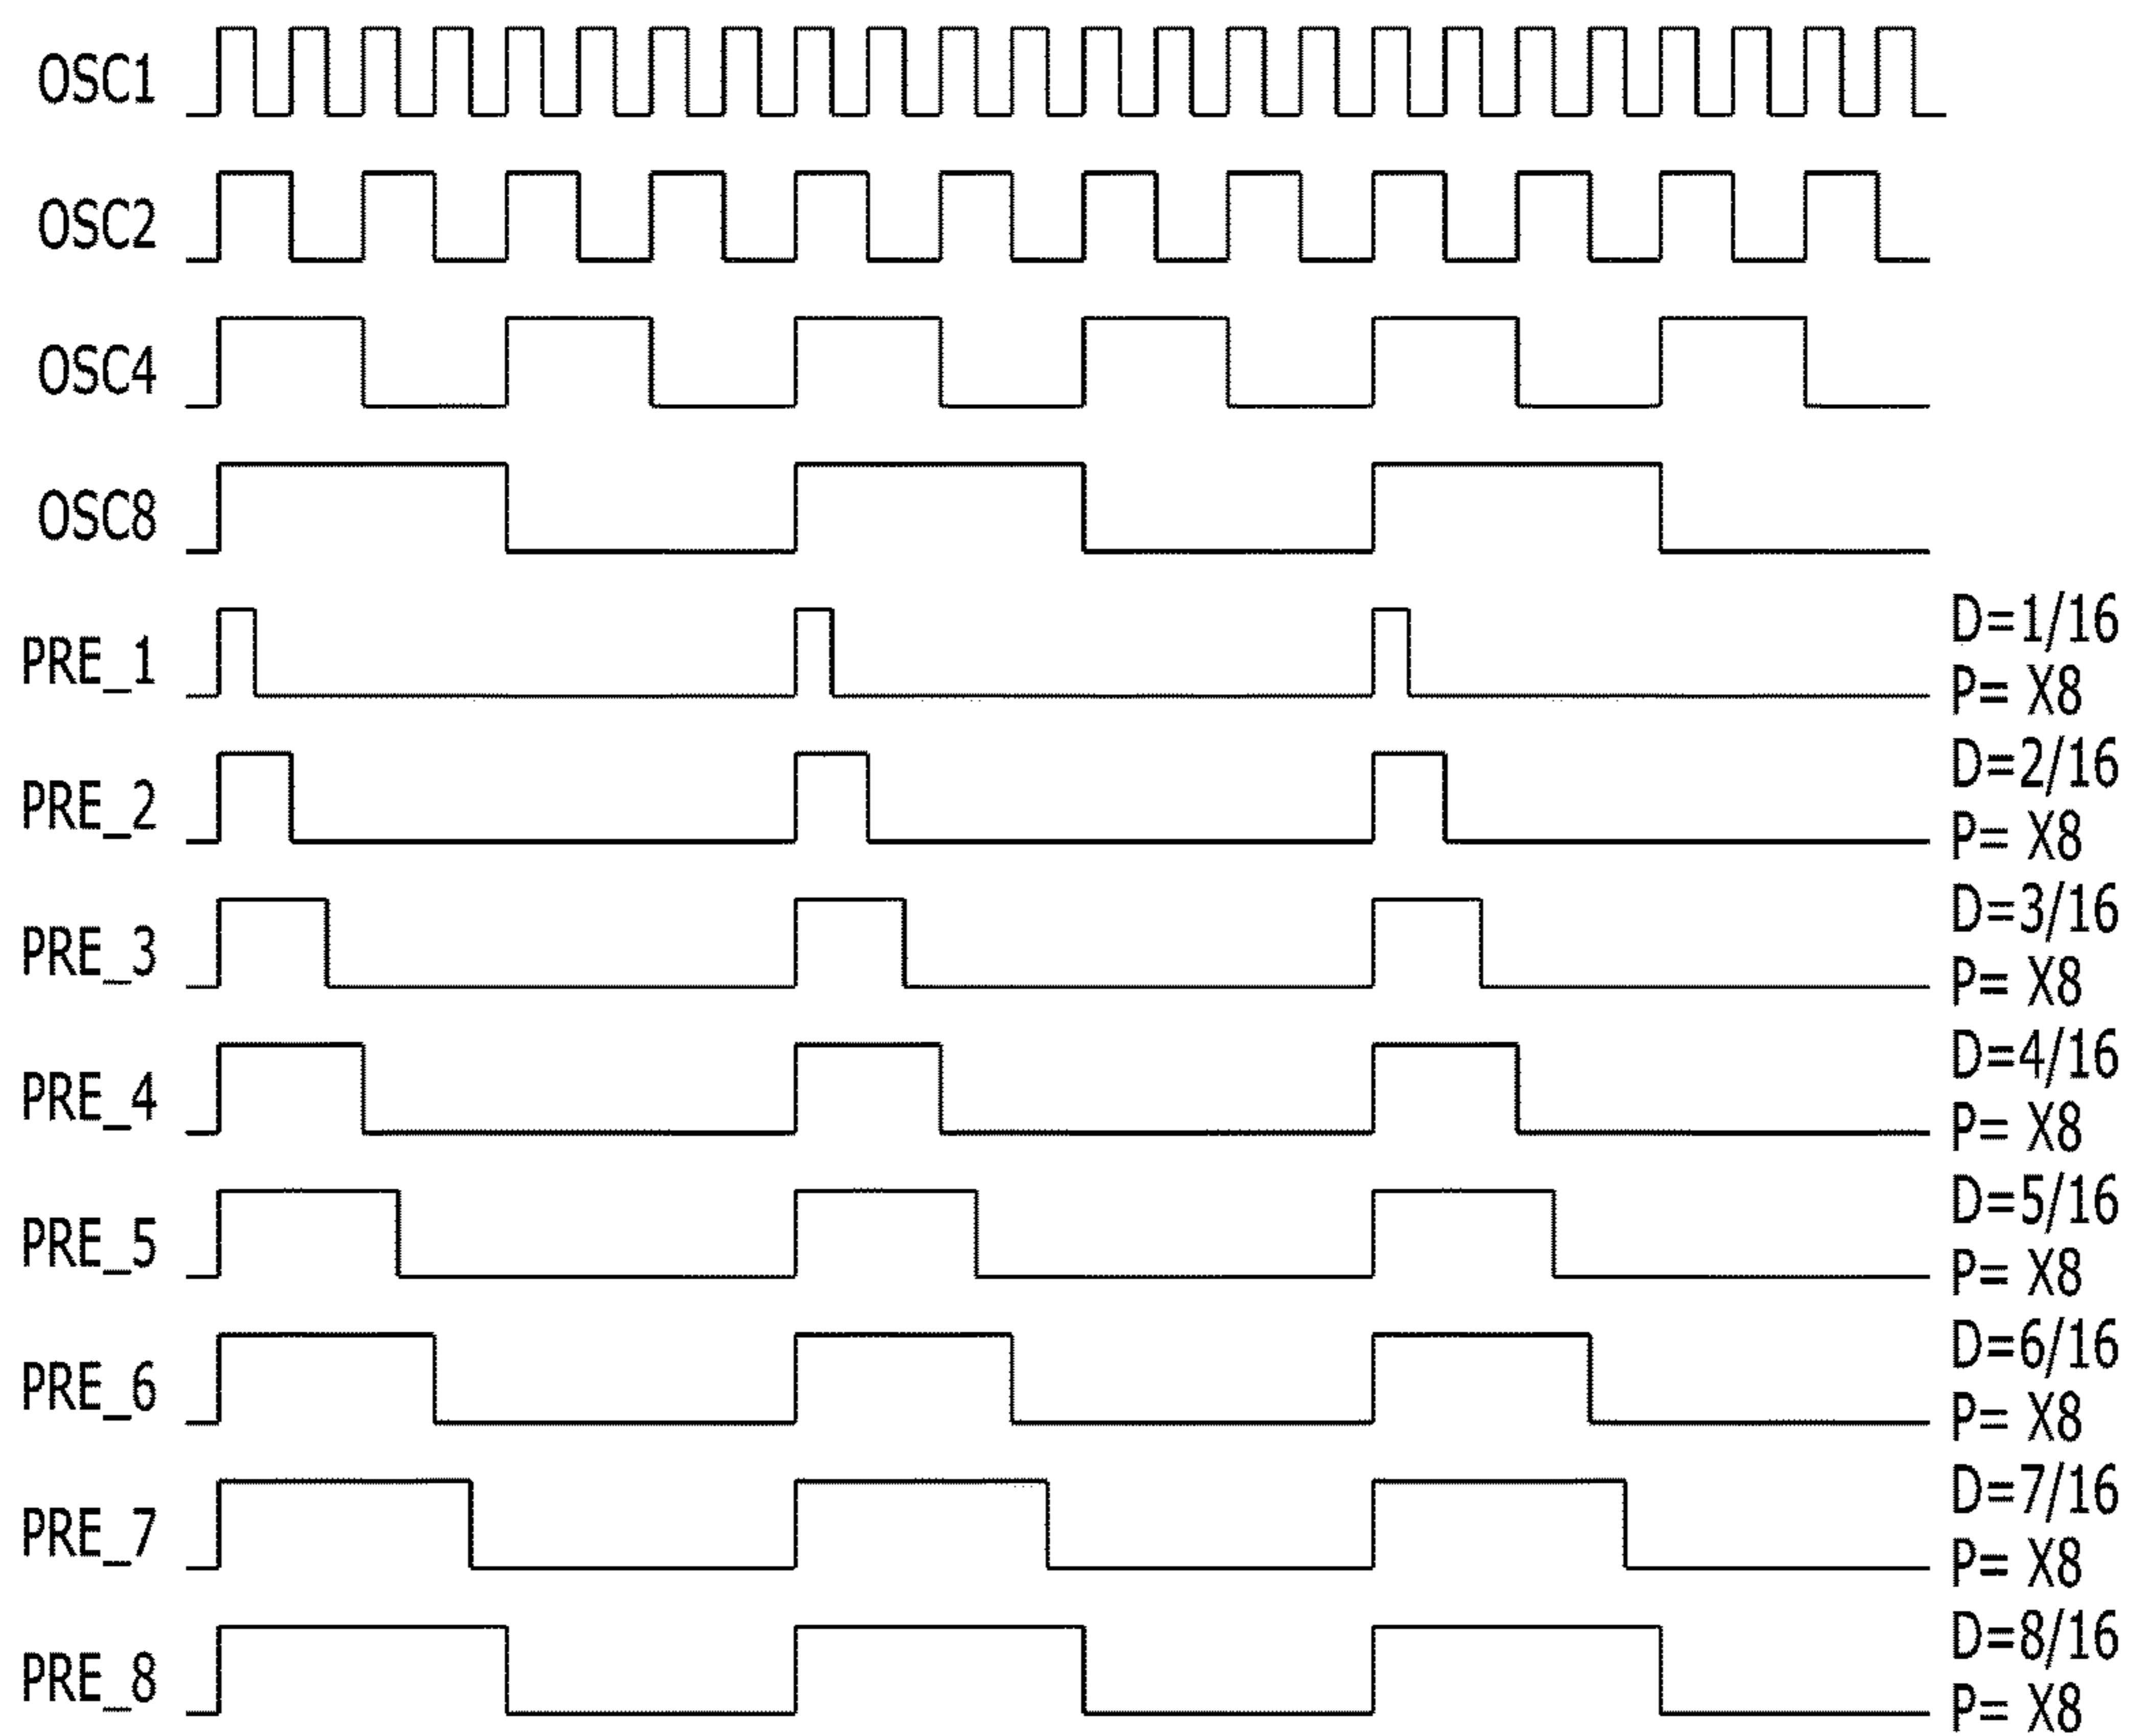 OSC1
OSC2
OSC4
OSC8
PRE_1
D=1/16
P= X8
PRE_2
D=2/16
P= X8
PRE_3
D=3/16
P= X8
PRE_4
D=4/16
P= X8
PRE_5
D=5/16
P= X8
PRE_6
D=6/16
P= X8
PRE_7
D=7/16
P= X8
PRE_8
D=8/16
P= X8